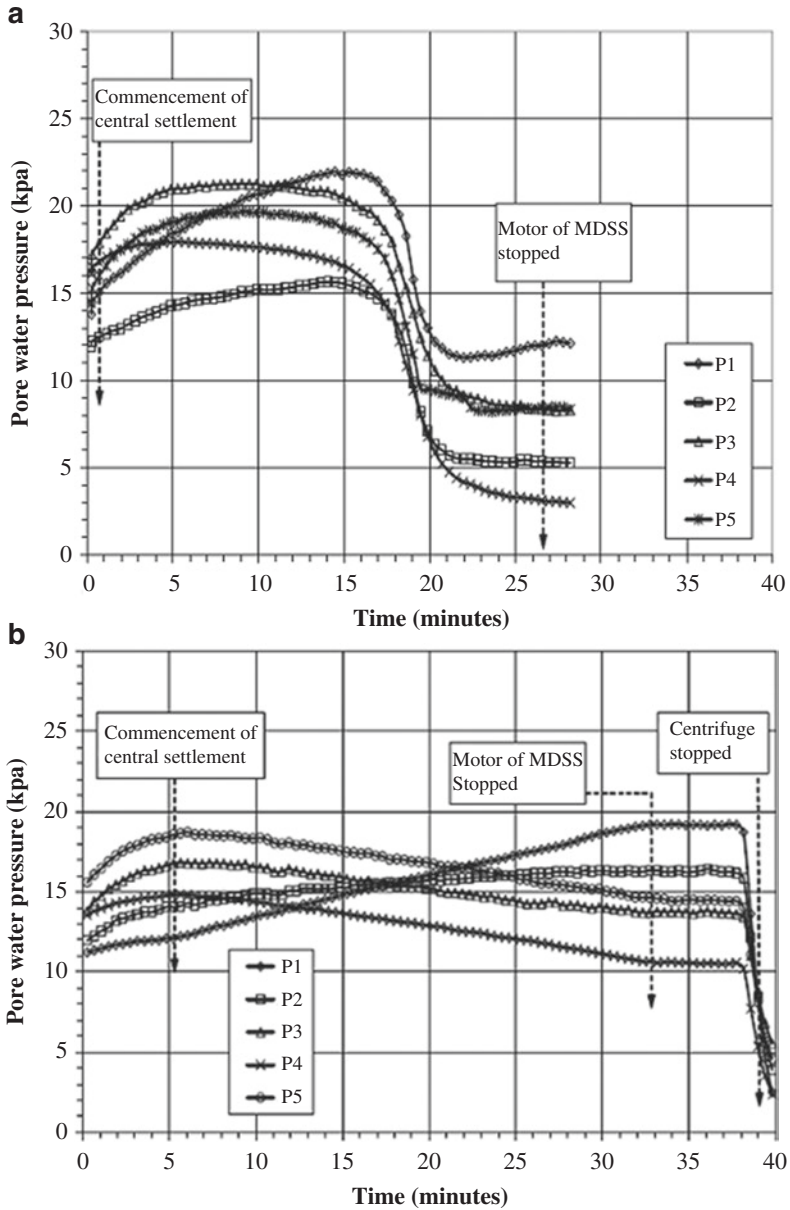 a
30
25
20
15
10
5
0
Pore water pressure (kpa)
Commencement of
central settlement
Motor of MDSS
stopped
P1
P2
P3
P4
P5
0 5 10 15 20 25 30 35 40
Time (minutes)
b
30
25
20
15
10
5
0
Pore water pressure (kpa)
Commencement of
central settlement
Motor of MDSS
Stopped
Centrifuge
stopped
P1
P2
P3
P4
P5
0 5 10 15 20 25 30 35 40
Time (minutes)